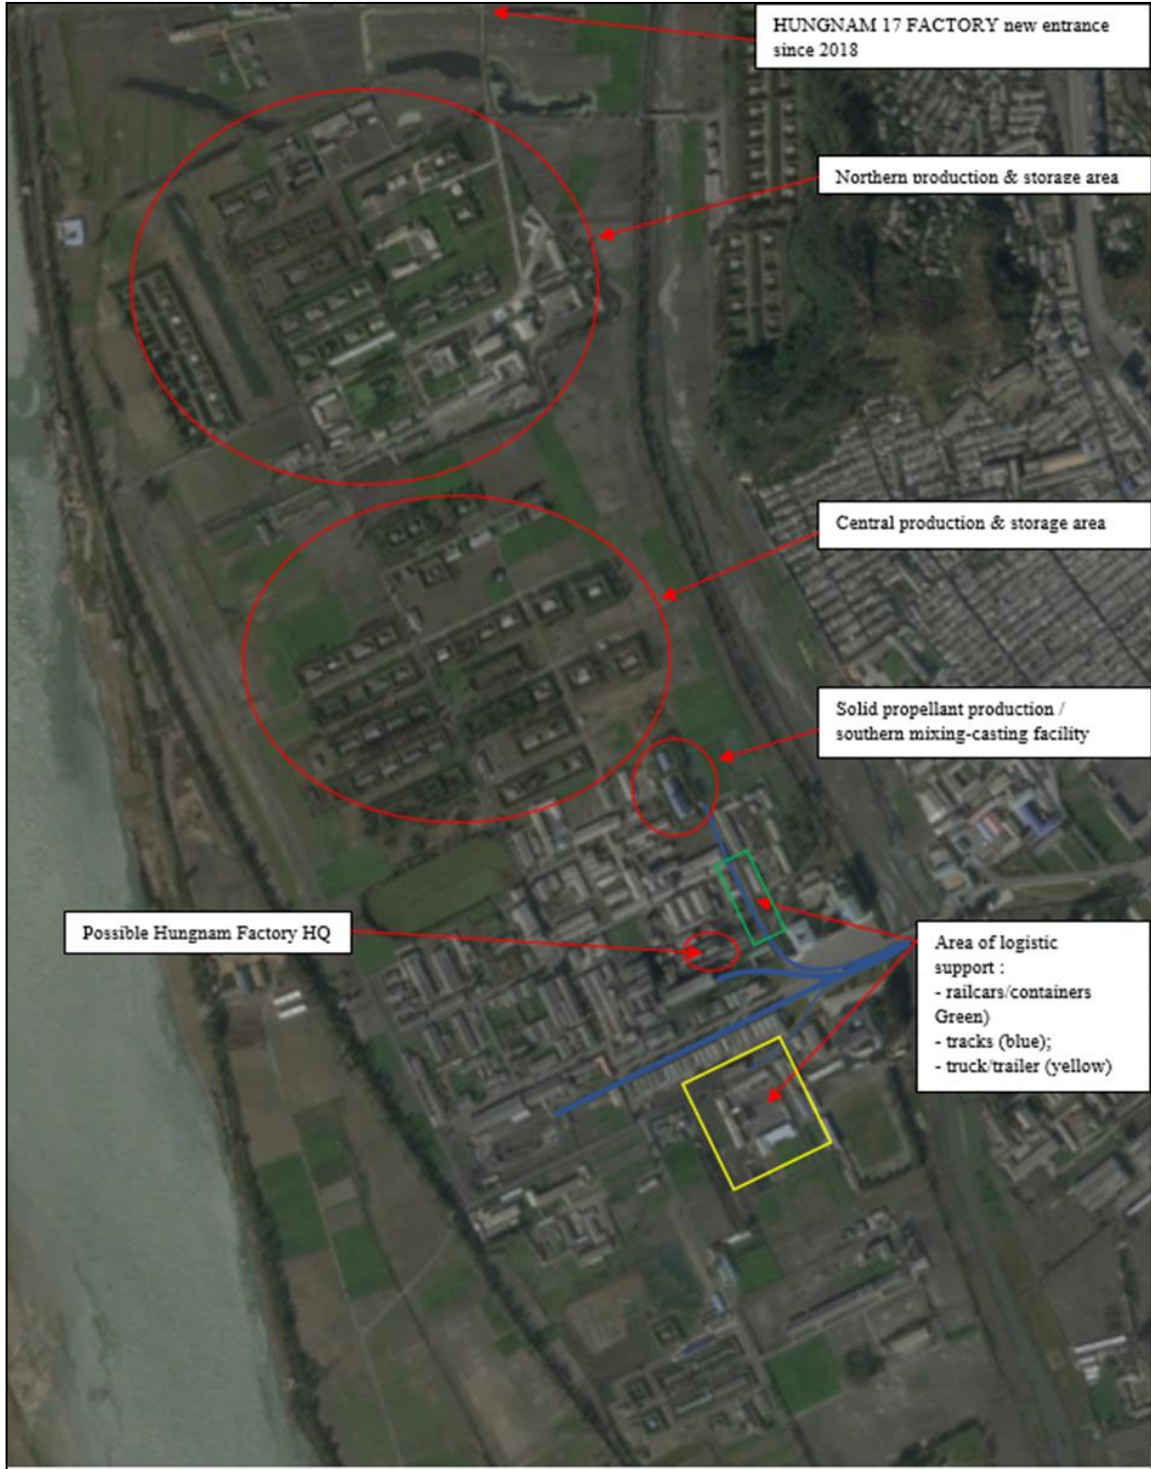 HUNGNAM 17 FACTORY new entrance
since 2018
Northern production & storage area
Central production & storage area
Solid propellant production /
southern mixing-casting facility
Possible Hungnam Factory HQ
Area of logistic
support :
- railcars/containers
Green)
- tracks (blue);
- truck/trailer (yellow)